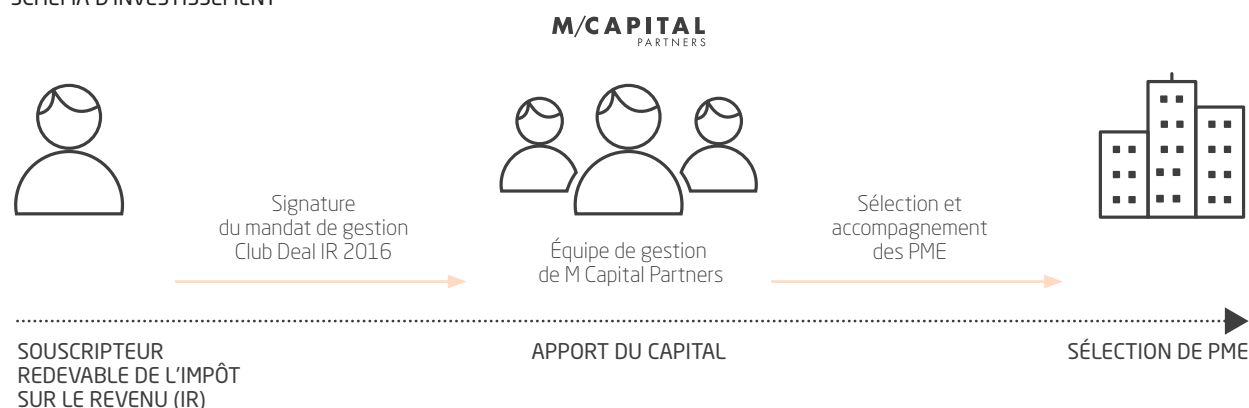 SCHÉMA D'INVESTISSEMENT
M/CAPITAL
PARTNERS
Signature
du mandat de gestion
Club Deal IR 2016
Équipe de gestion
de M Capital Partners
Sélection et
accompagnement
des PME
SOUSCRIPTEUR
REDEVABLE DE L'IMPÔT
SUR LE REVENU (IR)
APPORT DU CAPITAL
SÉLECTION DE PME